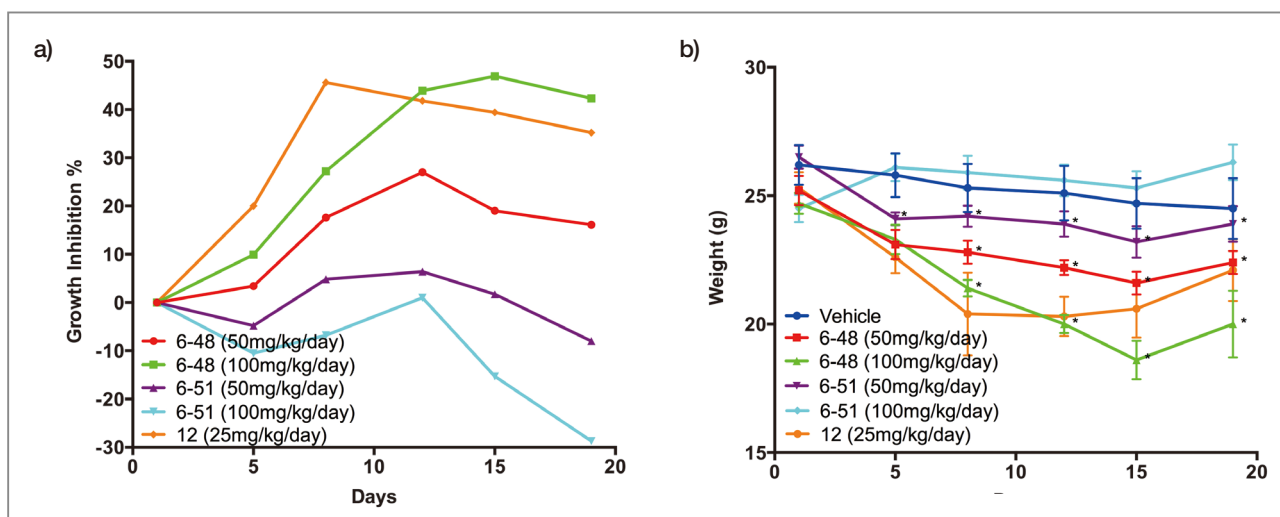 a)
50
40
30
20
10
0
-10
-20
-30
Growth Inhibition %
6-48 (50mg/kg/day)
6-48 (100mg/kg/day)
6-51 (50mg/kg/day)
6-51 (100mg/kg/day)
12 (25mg/kg/day)
0 5 10 15 20
Days
b)
30
25
20
15
Weight (g)
* * * * *
* * * *
* * * *
Vehicle
6-48 (50mg/kg/day)
6-48 (100mg/kg/day)
6-51 (50mg/kg/day)
6-51 (100mg/kg/day)
12 (25mg/kg/day)
0 5 10 15 20